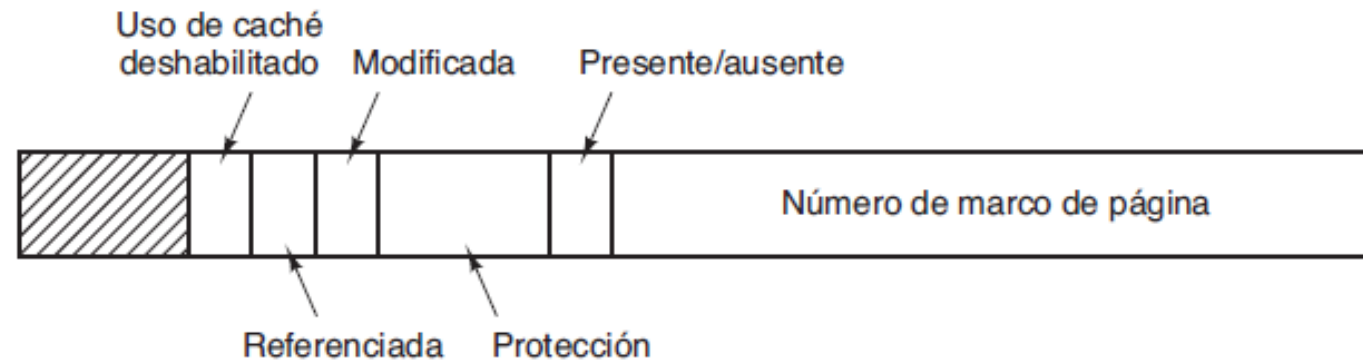 Uso de caché
deshabilitado
Modificada
Presente/ausente
Número de marco de página
Referenciada
Protección